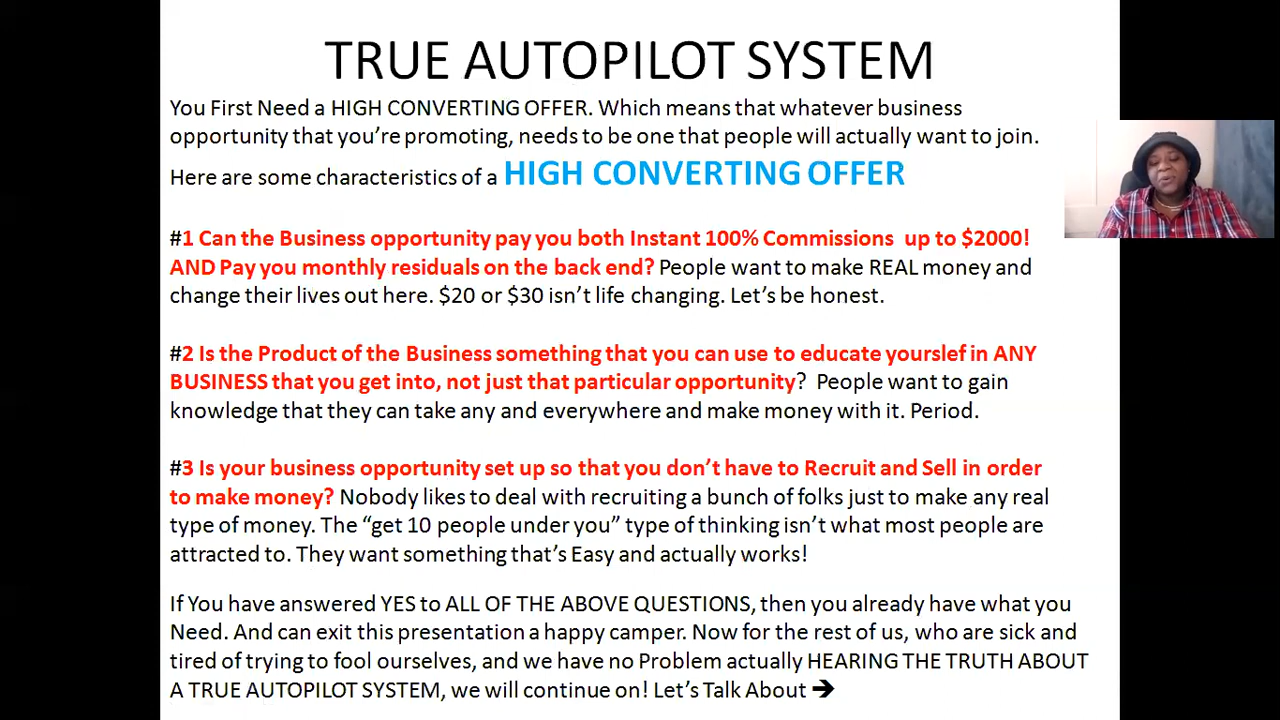 TRUE AUTOPILOT SYSTEM
You First Need a HIGH CONVERTING OFFER. Which means that whatever business
opportunity that you’re promoting, needs to be one that people will actually want to join.
Here are some characteristics of a HIGH CONVERTING OFFER
#1 Can the Business opportunity pay you both Instant 100% Commissions up to $2000!
AND Pay you monthly residuals on the back end? People want to make REAL money and
change their lives out here. $20 or $30 isn’t life changing. Let’s be honest.
#2 Is the Product of the Business something that you can use to educate yourslef in ANY
BUSINESS that you get into, not just that particular opportunity? People want to gain
knowledge that they can take any and everywhere and make money with it. Period.
#3 Is your business opportunity set up so that you don’t have to Recruit and Sell in order
to make money? Nobody likes to deal with recruiting a bunch of folks just to make any real
type of money. The “get 10 people under you” type of thinking isn’t what most people are
attracted to. They want something that’s Easy and actually works!
If You have answered YES to ALL OF THE ABOVE QUESTIONS, then you already have what you
Need. And can exit this presentation a happy camper. Now for the rest of us, who are sick and
tired of trying to fool ourselves, and we have no Problem actually HEARING THE TRUTH ABOUT
A TRUE AUTOPILOT SYSTEM, we will continue on! Let’s Talk About 🡪